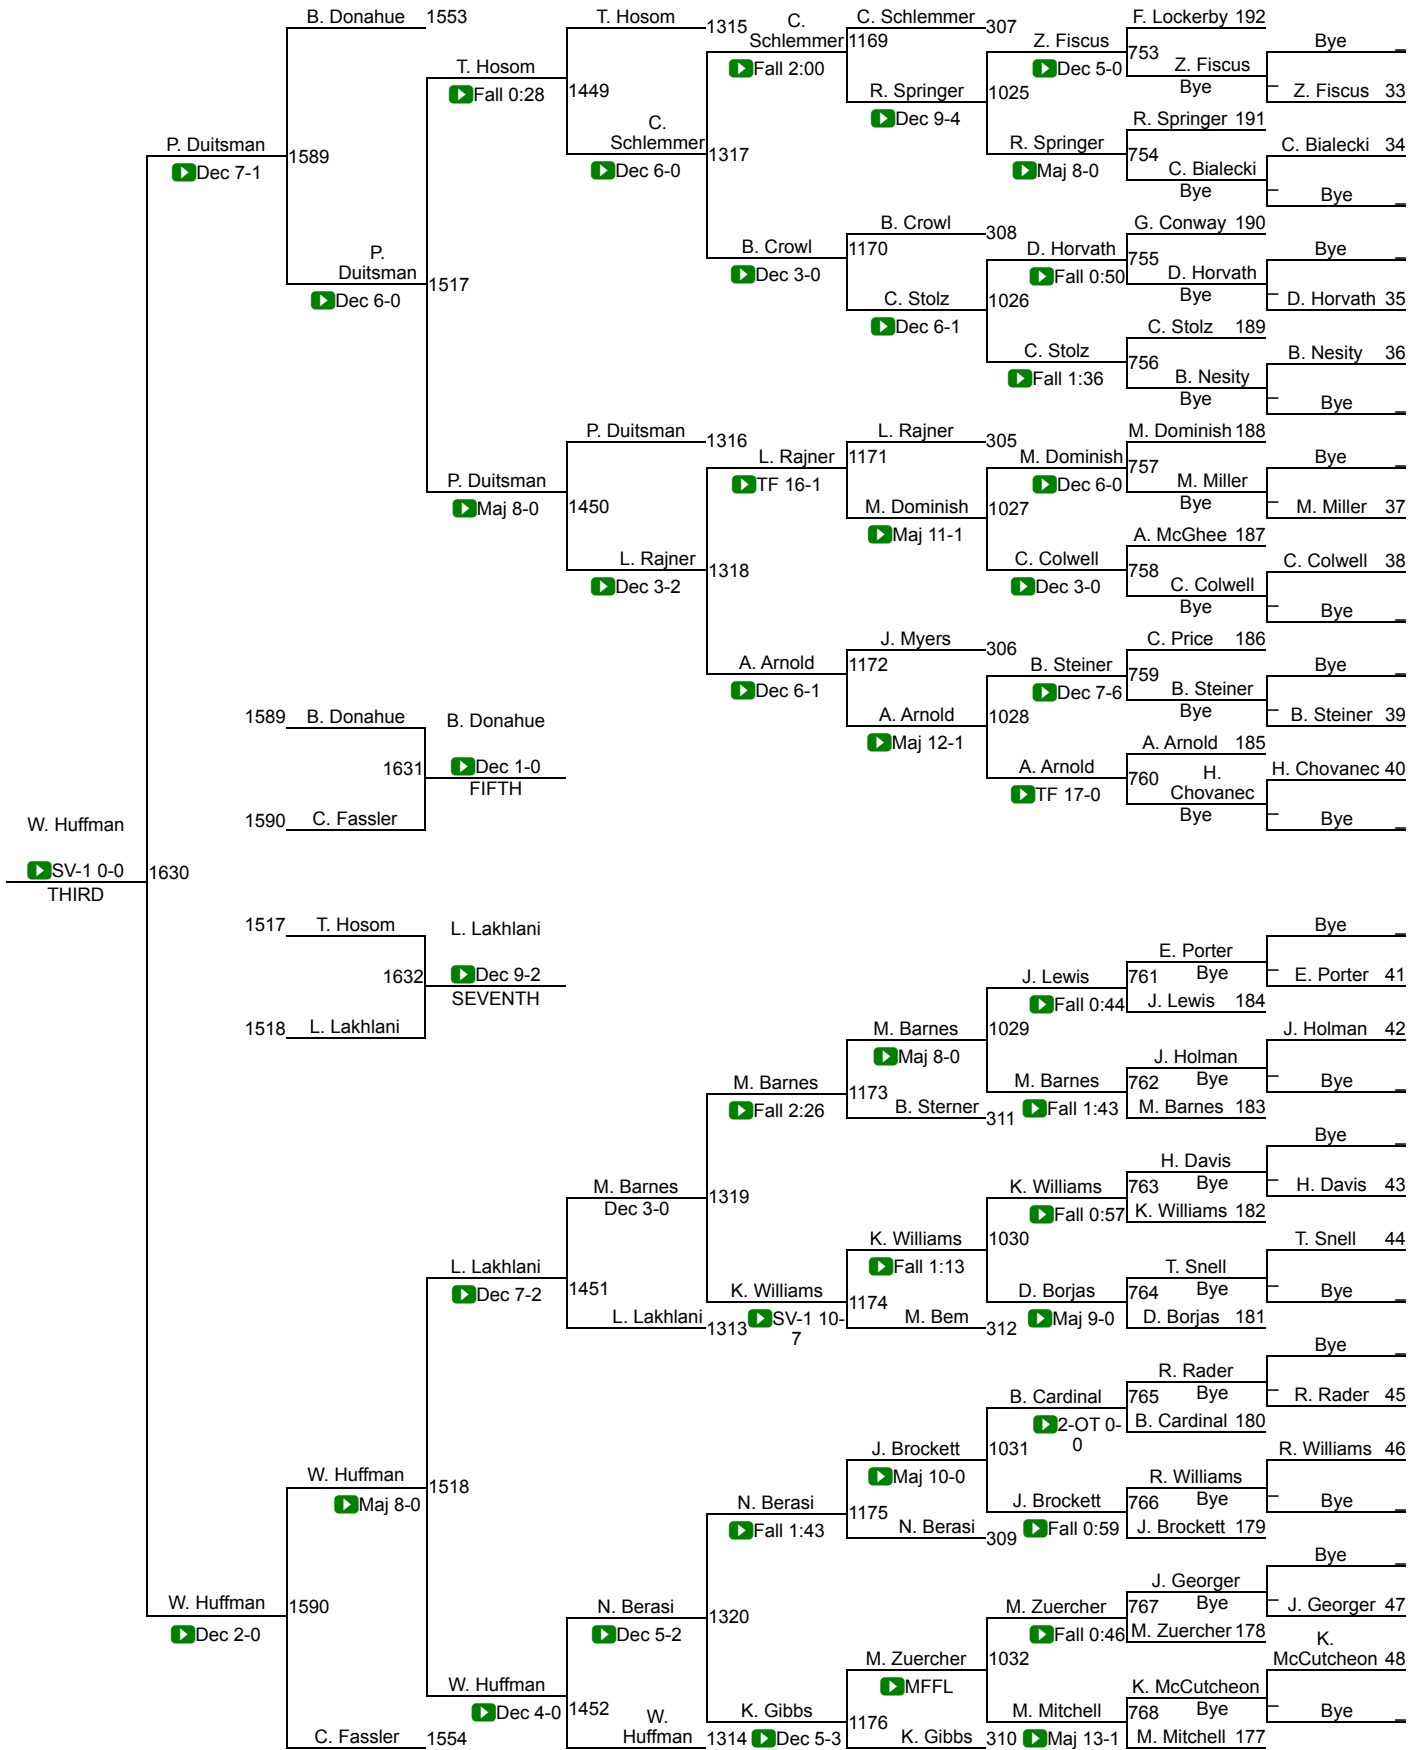 B. Donahue 1553
T. Hosom
1315
C.
Schlemmer
1169
C. Schlemmer
307
F. Lockerby 192
Bye
Z. Fiscus
753
Fall 2:00
Dec 5-0
Z. Fiscus
Bye
Z. Fiscus 33
T. Hosom
Fall 0:28
1449
R. Springer
1025
Dec 9-4
R. Springer 191
C. Bialecki 34
C.
Schlemmer
1317
Dec 6-0
R. Springer
754
Maj 8-0
C. Bialecki
Bye
Bye
P. Duitsman
1589
Dec 7-1
B. Crowl
308
G. Conway 190
Bye
B. Crowl
1170
Dec 3-0
D. Horvath
755
Fall 0:50
D. Horvath
Bye
D. Horvath 35
P.
Duitsman
1517
Dec 6-0
C. Stolz
1026
Dec 6-1
C. Stolz 189
B. Nesity 36
C. Stolz
756
Fall 1:36
B. Nesity
Bye
Bye
P. Duitsman
1316
L. Rajner
305
M. Dominish 188
Bye
L. Rajner
1171
TF 16-1
M. Dominish
757
Dec 6-0
M. Miller
Bye
M. Miller 37
P. Duitsman
Maj 8-0
1450
M. Dominish
1027
Maj 11-1
A. McGhee 187
C. Colwell 38
L. Rajner
1318
Dec 3-2
C. Colwell
758
Dec 3-0
C. Colwell
Bye
Bye
J. Myers
306
C. Price 186
Bye
A. Arnold
1172
Dec 6-1
B. Steiner
759
Dec 7-6
B. Steiner
Bye
B. Steiner 39
1589 B. Donahue
B. Donahue
A. Arnold
1028
Maj 12-1
A. Arnold 185
H. Chovanec 40
1631
Dec 1-0
FIFTH
A. Arnold
760
TF 17-0
H.
Chovanec
Bye
Bye
1590 C. Fassler
W. Huffman
SV-1 0-0
1630
THIRD
1517 T. Hosom
L. Lakhlani
Bye
1632
Dec 9-2
SEVENTH
E. Porter
J. Lewis
761
Bye
E. Porter 41
Fall 0:44
J. Lewis 184
1518 L. Lakhlani
M. Barnes
1029
Maj 8-0
J. Holman 42
J. Holman
M. Barnes
Fall 2:26
1173
M. Barnes
762
Bye
Bye
B. Sterner
311
Fall 1:43
M. Barnes 183
Bye
H. Davis
M. Barnes
1319
Dec 3-0
K. Williams
763
Bye
H. Davis 43
Fall 0:57
K. Williams 182
K. Williams
1030
Fall 1:13
T. Snell 44
L. Lakhlani
Dec 7-2
1451
T. Snell
K. Williams
1174
D. Borjas
764
Bye
Bye
L. Lakhlani
1313
SV-1 10-
7
M. Bem
312
Maj 9-0
D. Borjas 181
Bye
R. Rader
B. Cardinal
765
Bye
R. Rader 45
2-OT 0-
0
B. Cardinal 180
J. Brockett
1031
Maj 10-0
R. Williams 46
W. Huffman
1518
Maj 8-0
R. Williams
N. Berasi
1175
J. Brockett
766
Bye
Bye
Fall 1:43
N. Berasi
309
Fall 0:59
J. Brockett 179
Bye
J. Georger
W. Huffman
1590
Dec 2-0
N. Berasi
1320
Dec 5-2
M. Zuercher
767
Bye
J. Georger 47
Fall 0:46
M. Zuercher 178
M. Zuercher
1032
MFFL
K.
McCutcheon 48
W. Huffman
1452
Dec 4-0
K. McCutcheon
K. Gibbs
1176
M. Mitchell
768
Bye
Bye
C. Fassler 1554
W.
Huffman
1314
Dec 5-3
K. Gibbs
310
Maj 13-1
M. Mitchell 177